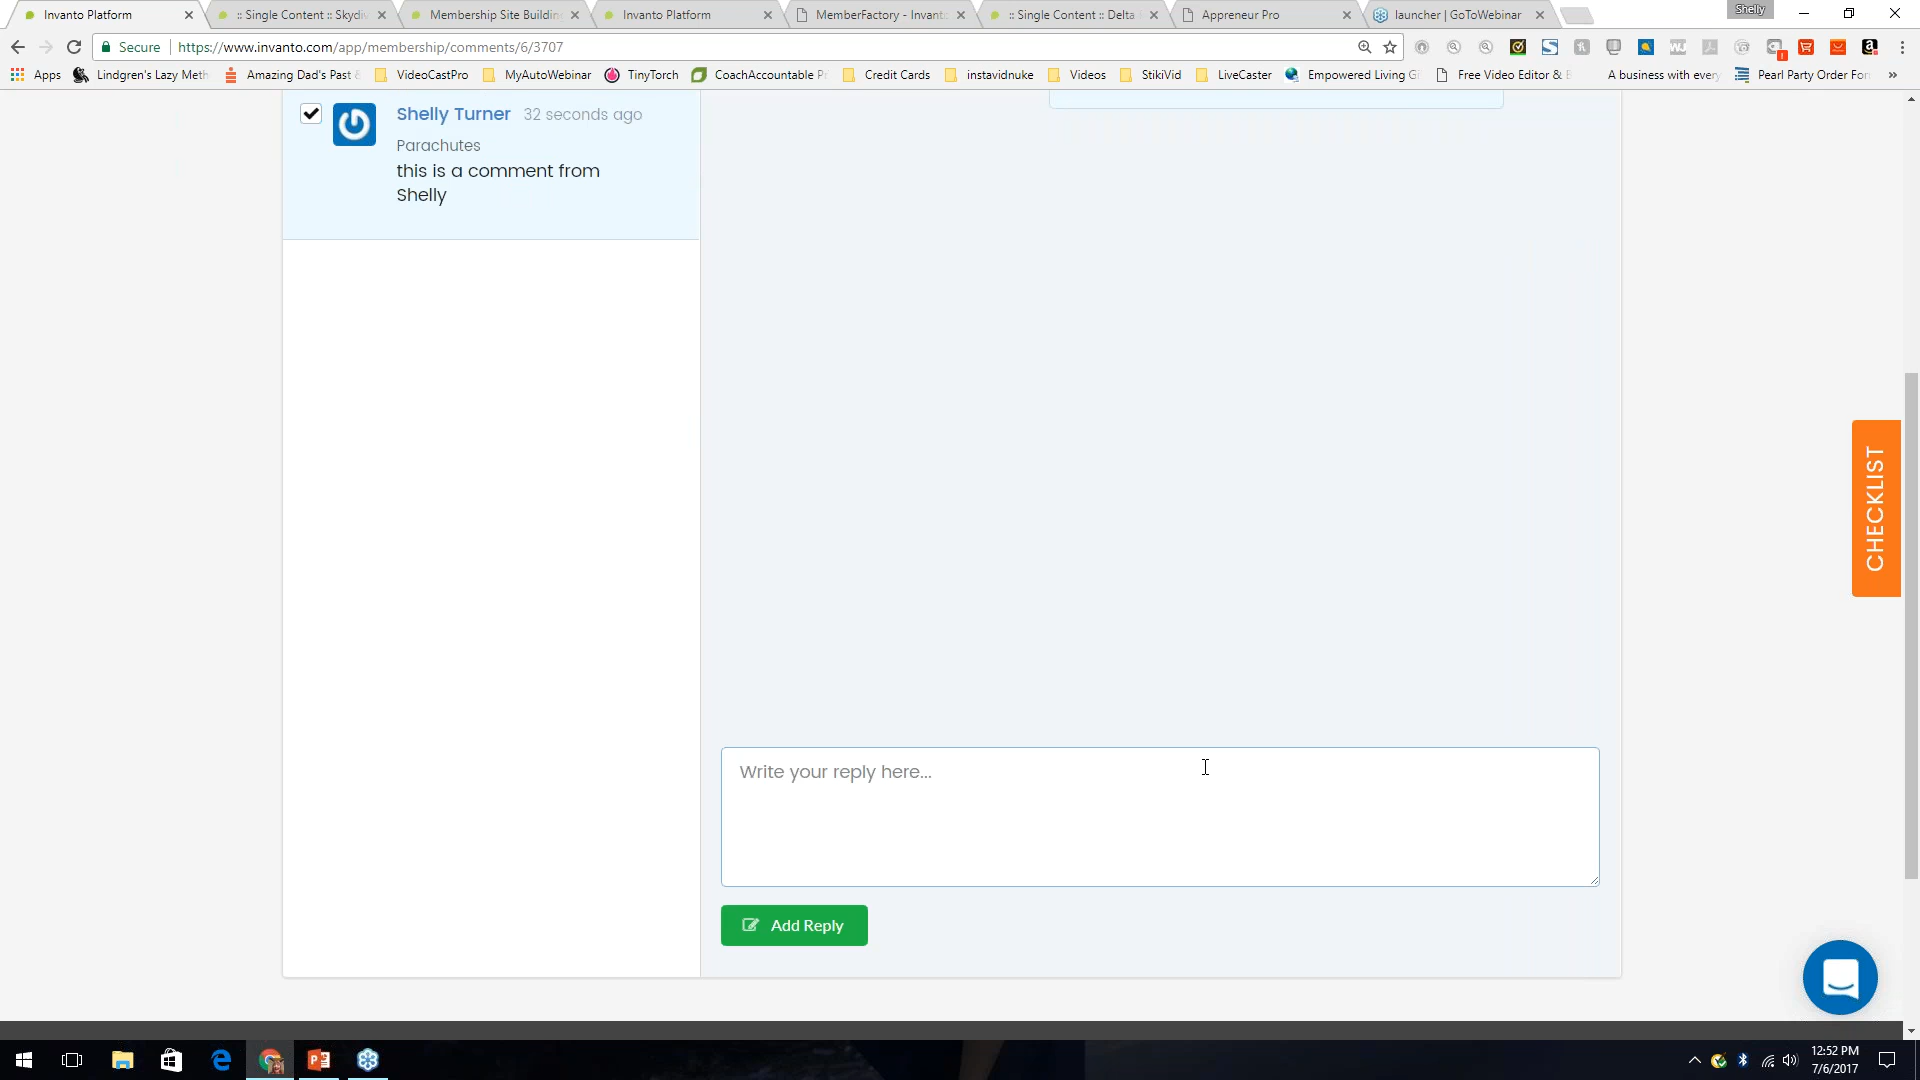 Invanto Platform
:: Single Content :: Skydiv
Membership Site Building
Invanto Platform
MemberFactory - Invanto
:: Single Content :: Delta
Appreneur Pro
launcher | GoToWebinar
Shelly
Secure
https://www.invanto.com/app/membership/comments/6/3707
Apps
Lindgren's Lazy Meth
Amazing Dad's Past
VideoCastPro
MyAutoWebinar
TinyTorch
CoachAccountable P
Credit Cards
instavidnuke
Videos
StikiVid
LiveCaster
Empowered Living G
Free Video Editor &
A business with every
Pearl Party Order For
»
Shelly Turner 32 seconds ago
Parachutes
this is a comment from
Shelly
CHECKLIST
Write your reply here...
Add Reply
12:52 PM
7/6/2017